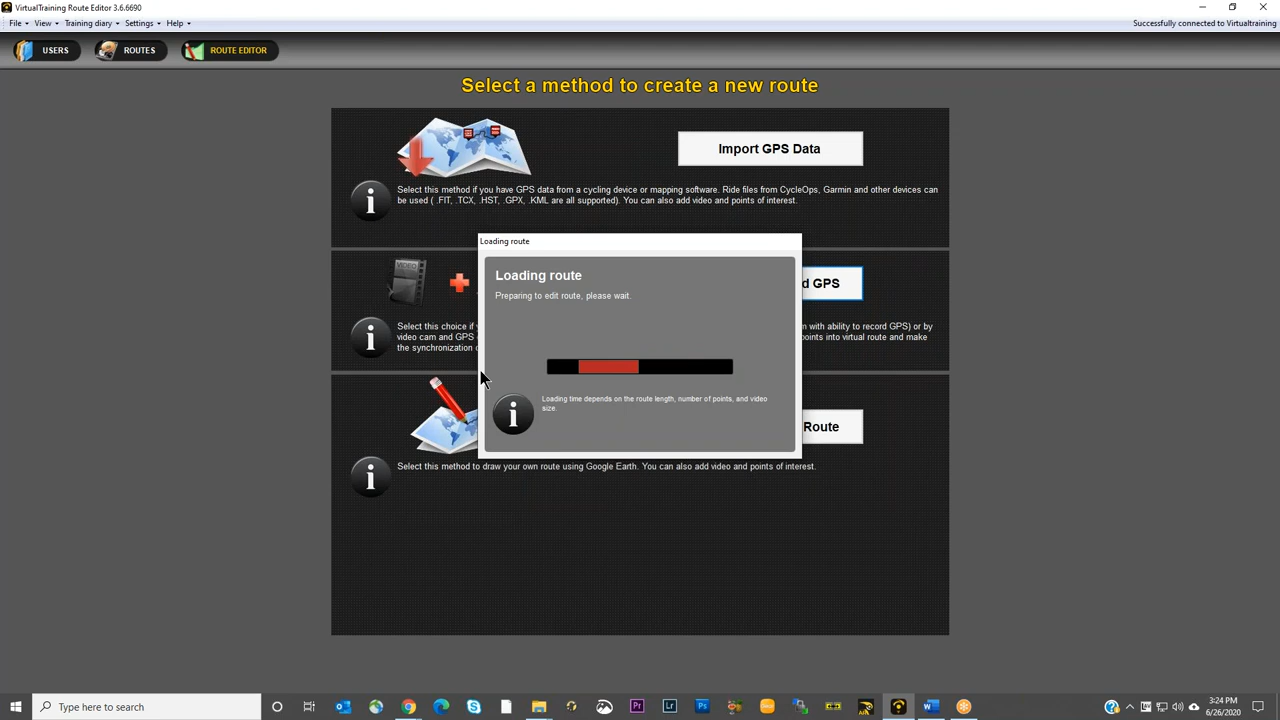 VirtualTraining Route Editor 3.6.6690
File View Training diary Settings Help
Successfully connected to Virtualtraining
USERS ROUTES ROUTE EDITOR
Select a method to create a new route
Import GPS Data
Select this method if you have GPS data from a cycling device or mapping software. Ride files from CycleOps, Garmin and other devices can
be used ( .FIT, .TCX, .HST, .GPX, .KML are all supported). You can also add video and points of interest.
Loading route
Loading route
Preparing to edit route, please wait.
Loading time depends on the route length, number of points, and video
size.
VIDEO
d GPS
Select this choice if
m with ability to record GPS) or by
video cam and GPS
points into virtual route and make
the synchronization
Route
Select this method to draw your own route using Google Earth. You can also add video and points of interest.
Type here to search
Pr
Lr
Ps
W
3:24 PM
6/26/2020